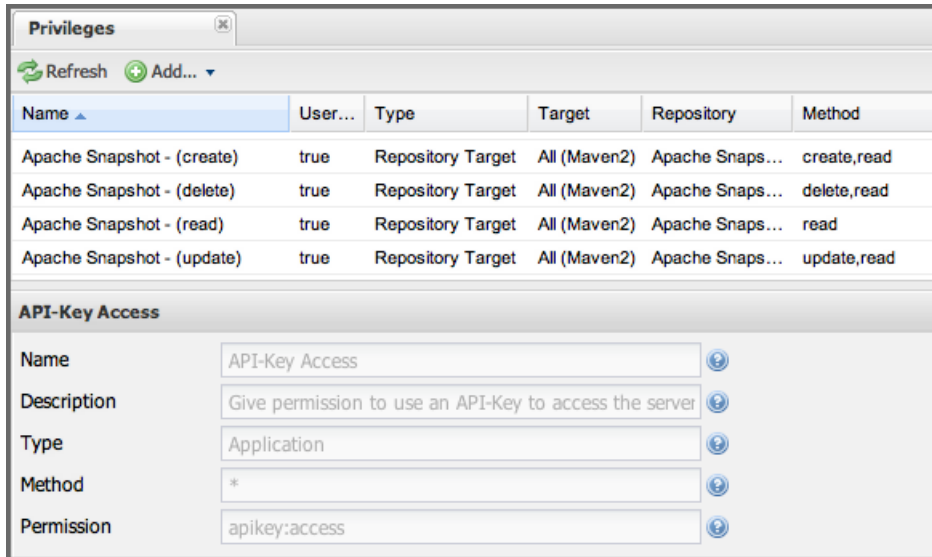 Privileges
Refresh Add...
Name User... Type Target Repository Method
Apache Snapshot - (create) true Repository Target All (Maven2) Apache Snaps... create,read
Apache Snapshot - (delete) true Repository Target All (Maven2) Apache Snaps... delete,read
Apache Snapshot - (read) true Repository Target All (Maven2) Apache Snaps... read
Apache Snapshot - (update) true Repository Target All (Maven2) Apache Snaps... update,read
API-Key Access
Name API-Key Access
Description Give permission to use an API-Key to access the server
Type Application
Method *
Permission apikey:access